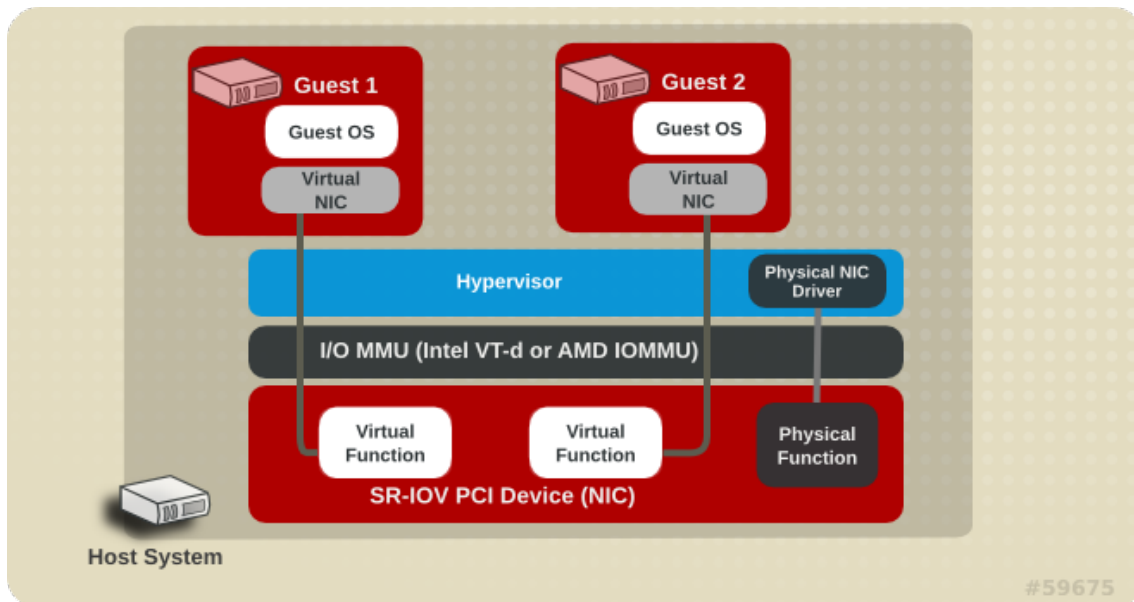 Guest 1
Guest OS
Virtual
NIC
Guest 2
Guest OS
Virtual
NIC
Hypervisor
Physical NIC
Driver
I/O MMU (Intel VT-d or AMD IOMMU)
Virtual
Function
Virtual
Function
Physical
Function
SR-IOV PCI Device (NIC)
Host System
#59675